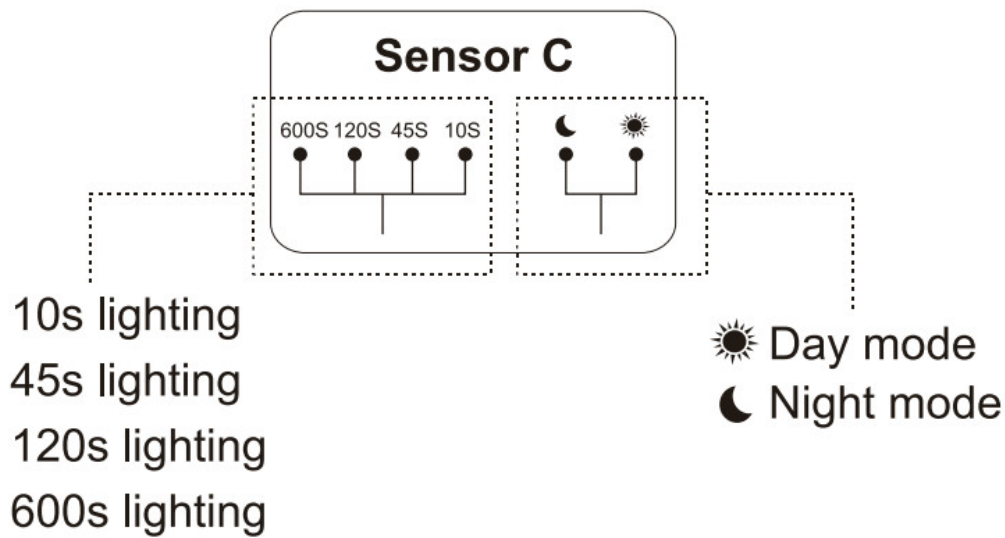 Sensor C
600S 120S 45S 10S
10s lighting
45s lighting
120s lighting
600s lighting
Day mode
Night mode